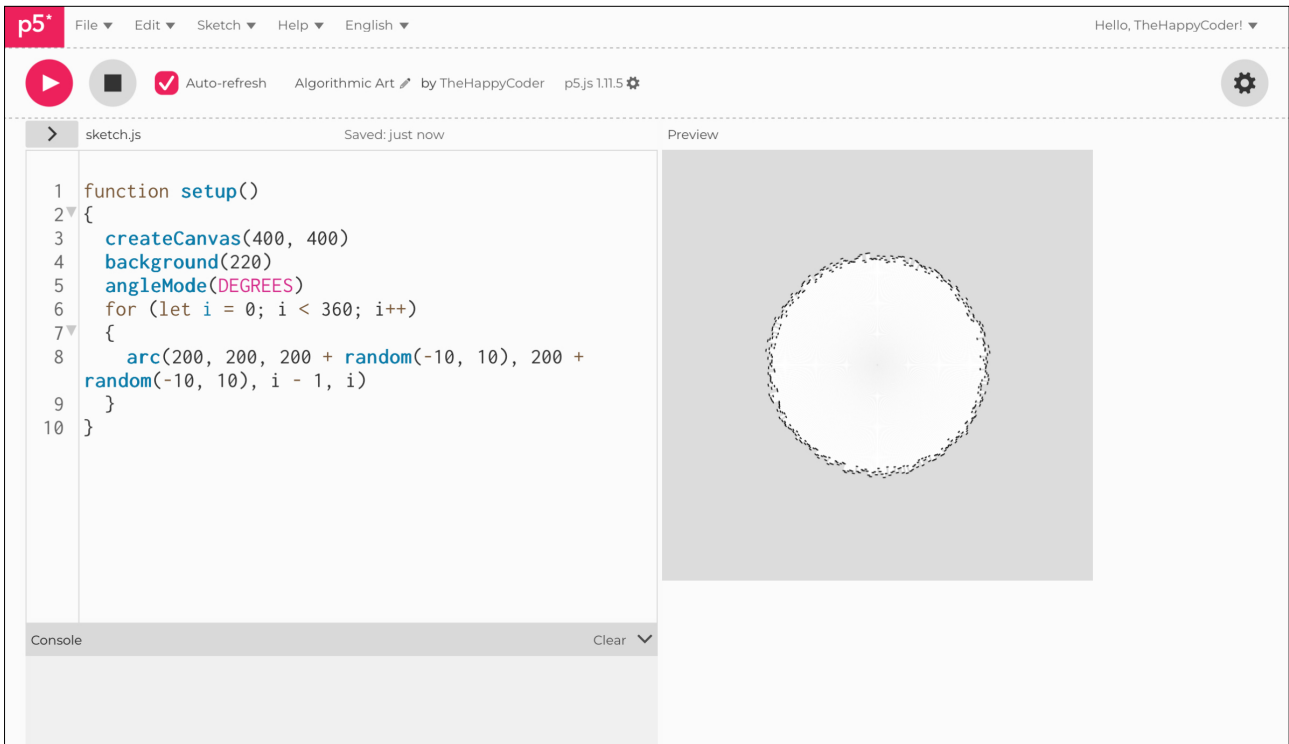 p5* File Edit Sketch Help English Hello, TheHappyCoder!
Auto-refresh Algorithmic Art by TheHappyCoder p5.js 1.11.5
sketch.js Saved: just now Preview
1 function setup()
2 {
3 createCanvas(400, 400)
4 background(220)
5 angleMode(DEGREES)
6 for (let i = 0; i < 360; i++)
7 {
8 arc(200, 200, 200 + random(-10, 10), 200 +
random(-10, 10), i - 1, i)
9 }
10 }
Console Clear